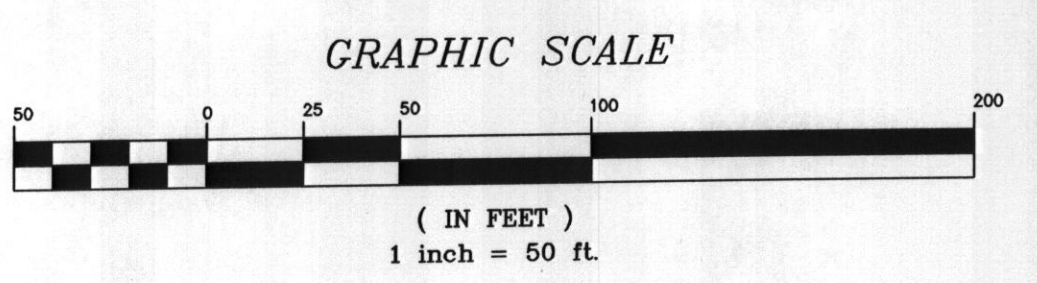 GRAPHIC SCALE
50 0 25 50 100 200
( IN FEET )
1 inch = 50 ft.